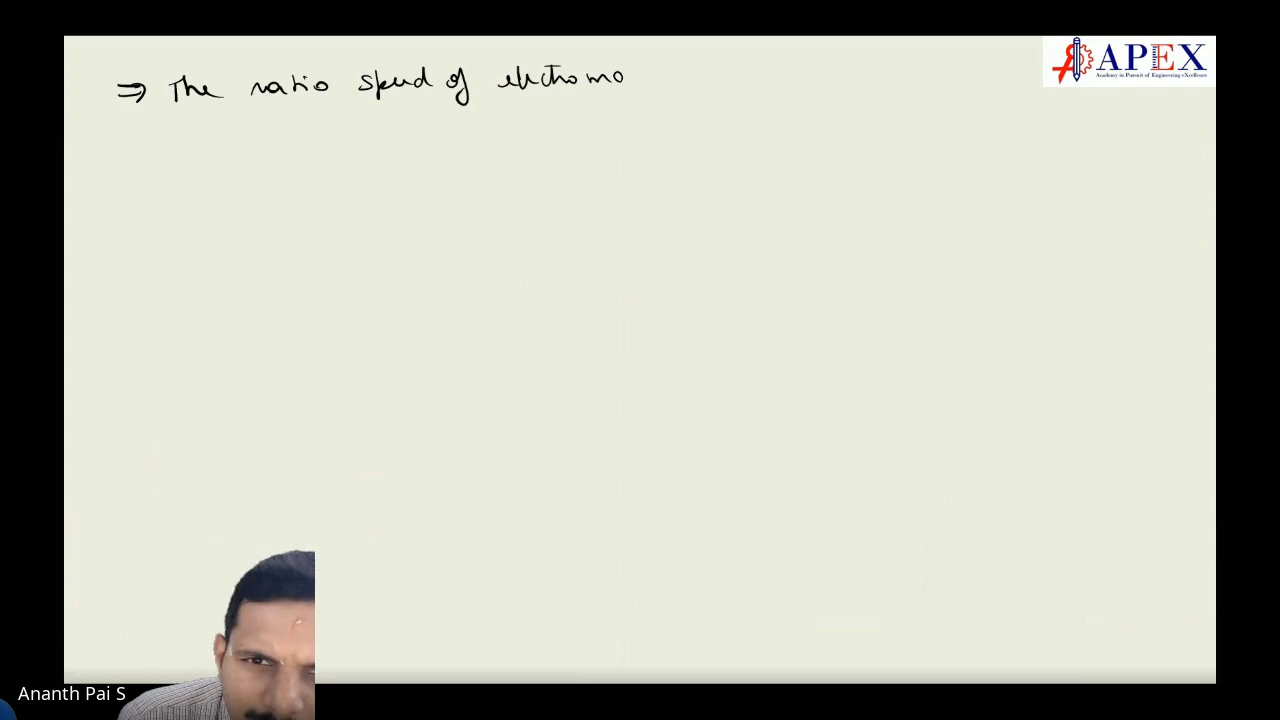 ⇒ The ratio speed of electromo
APEX
Academy in Pursuit of Engineering eXcellence
Ananth Pai S